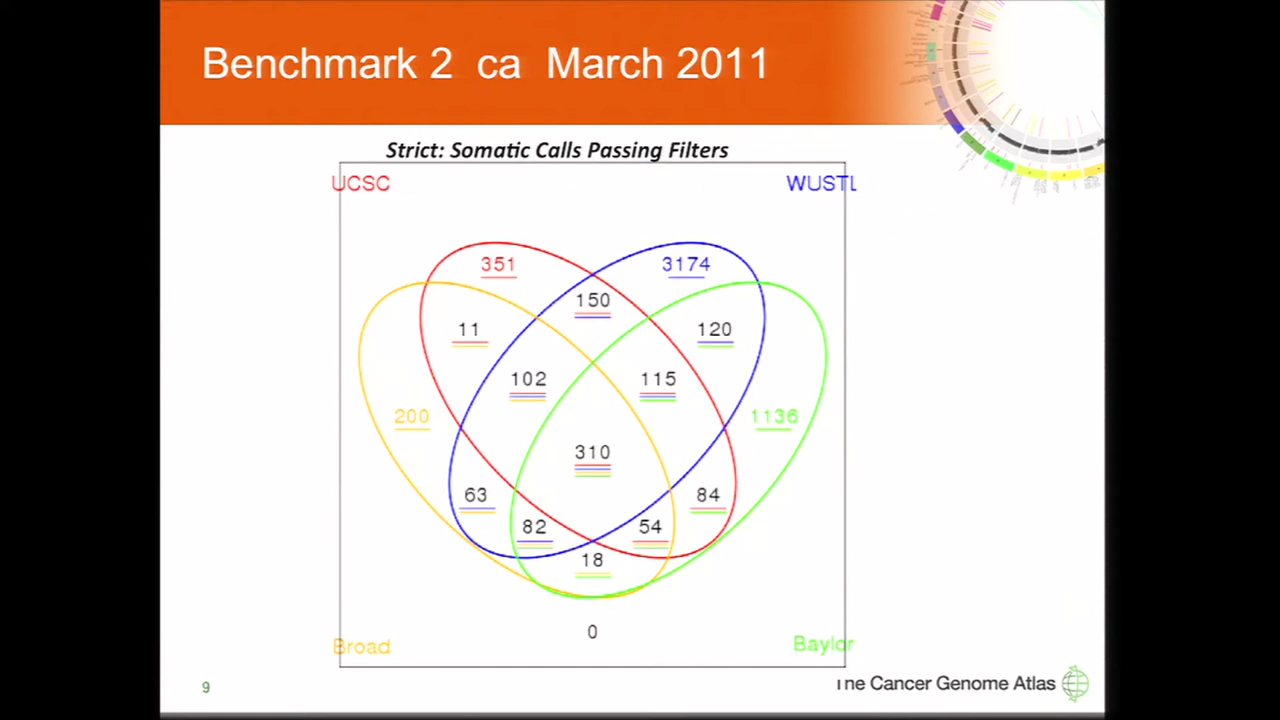 Benchmark 2 ca March 2011
Strict: Somatic Calls Passing Filters
UCSC
WUSTL
351
3174
150
11
120
102
115
200
1136
310
63
84
82
54
18
0
Broad
Baylor
9
The Cancer Genome Atlas